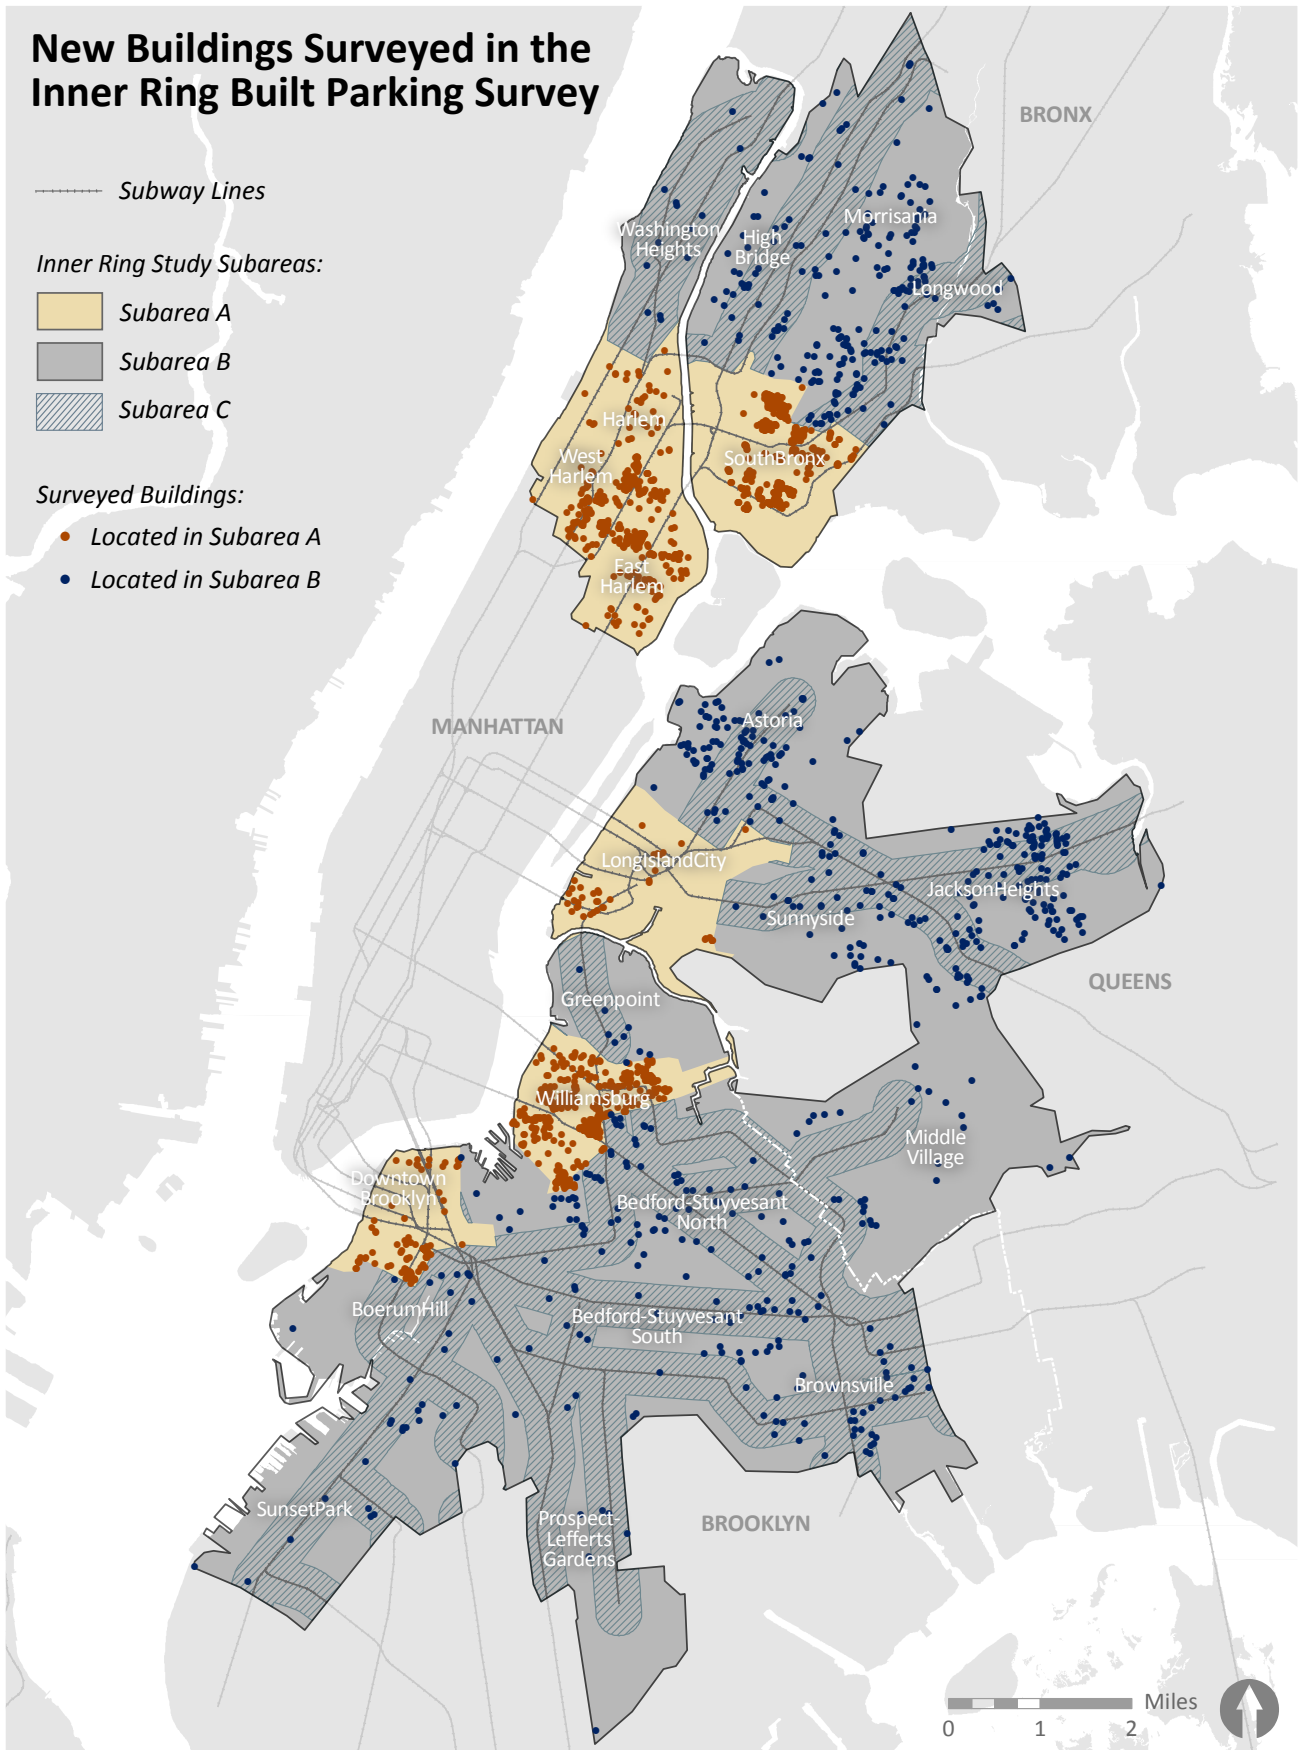 New Buildings Surveyed in the
Inner Ring Built Parking Survey
Subway Lines
Inner Ring Study Subareas:
Subarea A
Subarea B
Subarea C
Surveyed Buildings:
Located in Subarea A
Located in Subarea B
BRONX
Washington
Heights
High
Bridge
Morrisania
Longwood
Harlem
West
Harlem
SouthBronx
East
Harlem
MANHATTAN
Astoria
LongIslandCity
JacksonHeights
Sunnyside
QUEENS
Greenpoint
Williamsburg
Middle
Village
Downtown
Brooklyn
Bedford-Stuyvesant
North
BoerumHill
Bedford-Stuyvesant
South
Brownsville
SunsetPark
Prospect-
Lefferts
Gardens
BROOKLYN
Miles
0 1 2